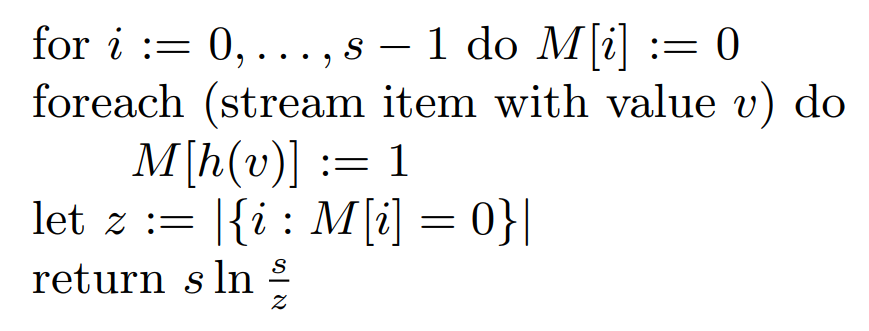 for i := 0, . . . , s − 1 do M[i] := 0
foreach (stream item with value v) do
M[h(v)] := 1
let z := |{i : M[i] = 0}|
return s ln s/z